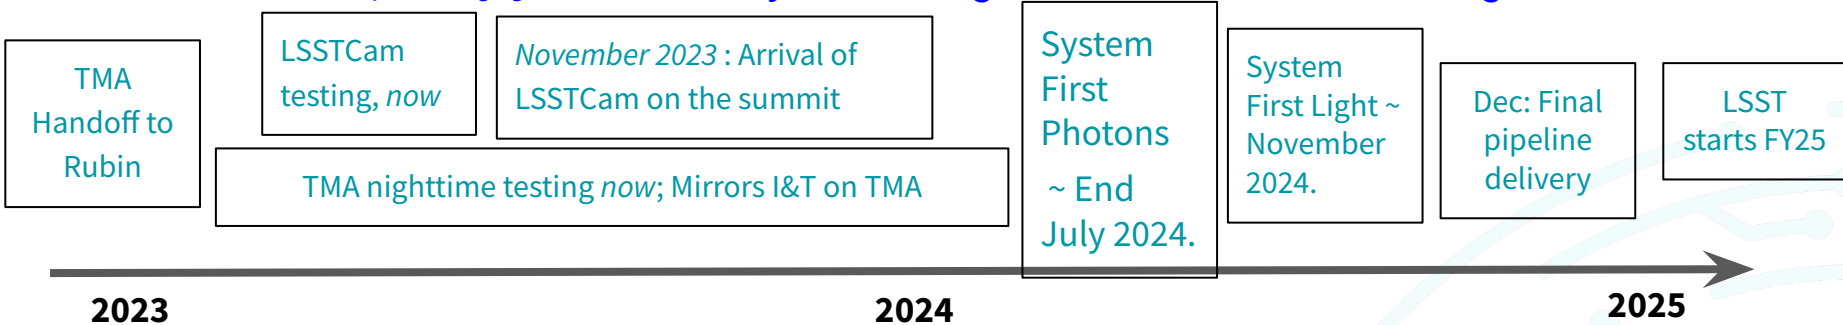 TMA
Handoff to
Rubin
LSSTCam
testing, now
November 2023 : Arrival of
LSSTCam on the summit
TMA nighttime testing now; Mirrors I&T on TMA
System
First
Photons
~ End
July 2024.
System
First Light ~
November
2024.
Dec: Final
pipeline
delivery
LSST
starts FY25
2023
2024
2025